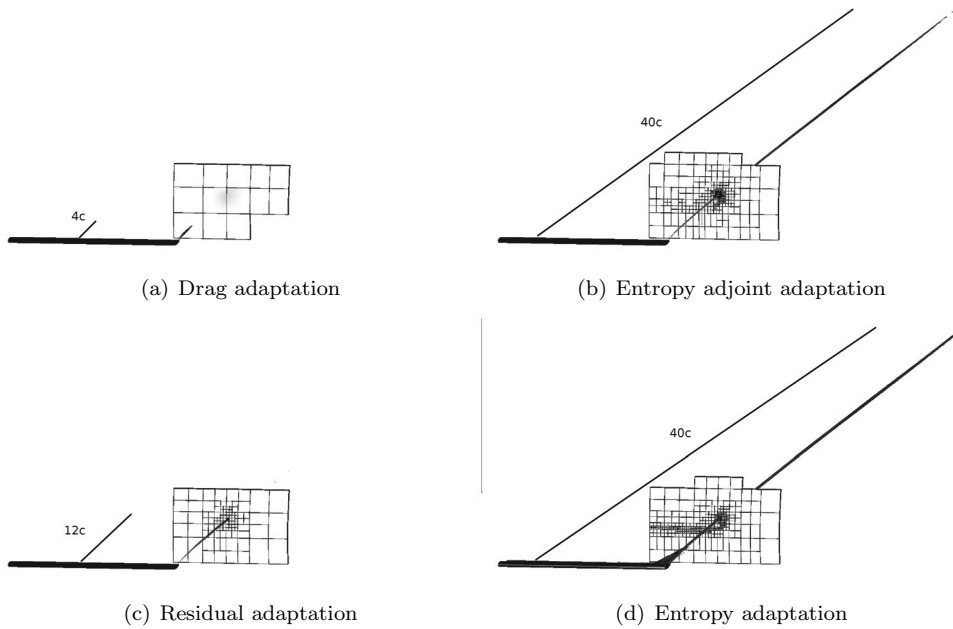 4c
40c
(a) Drag adaptation
(b) Entropy adjoint adaptation
12c
40c
(c) Residual adaptation
(d) Entropy adaptation